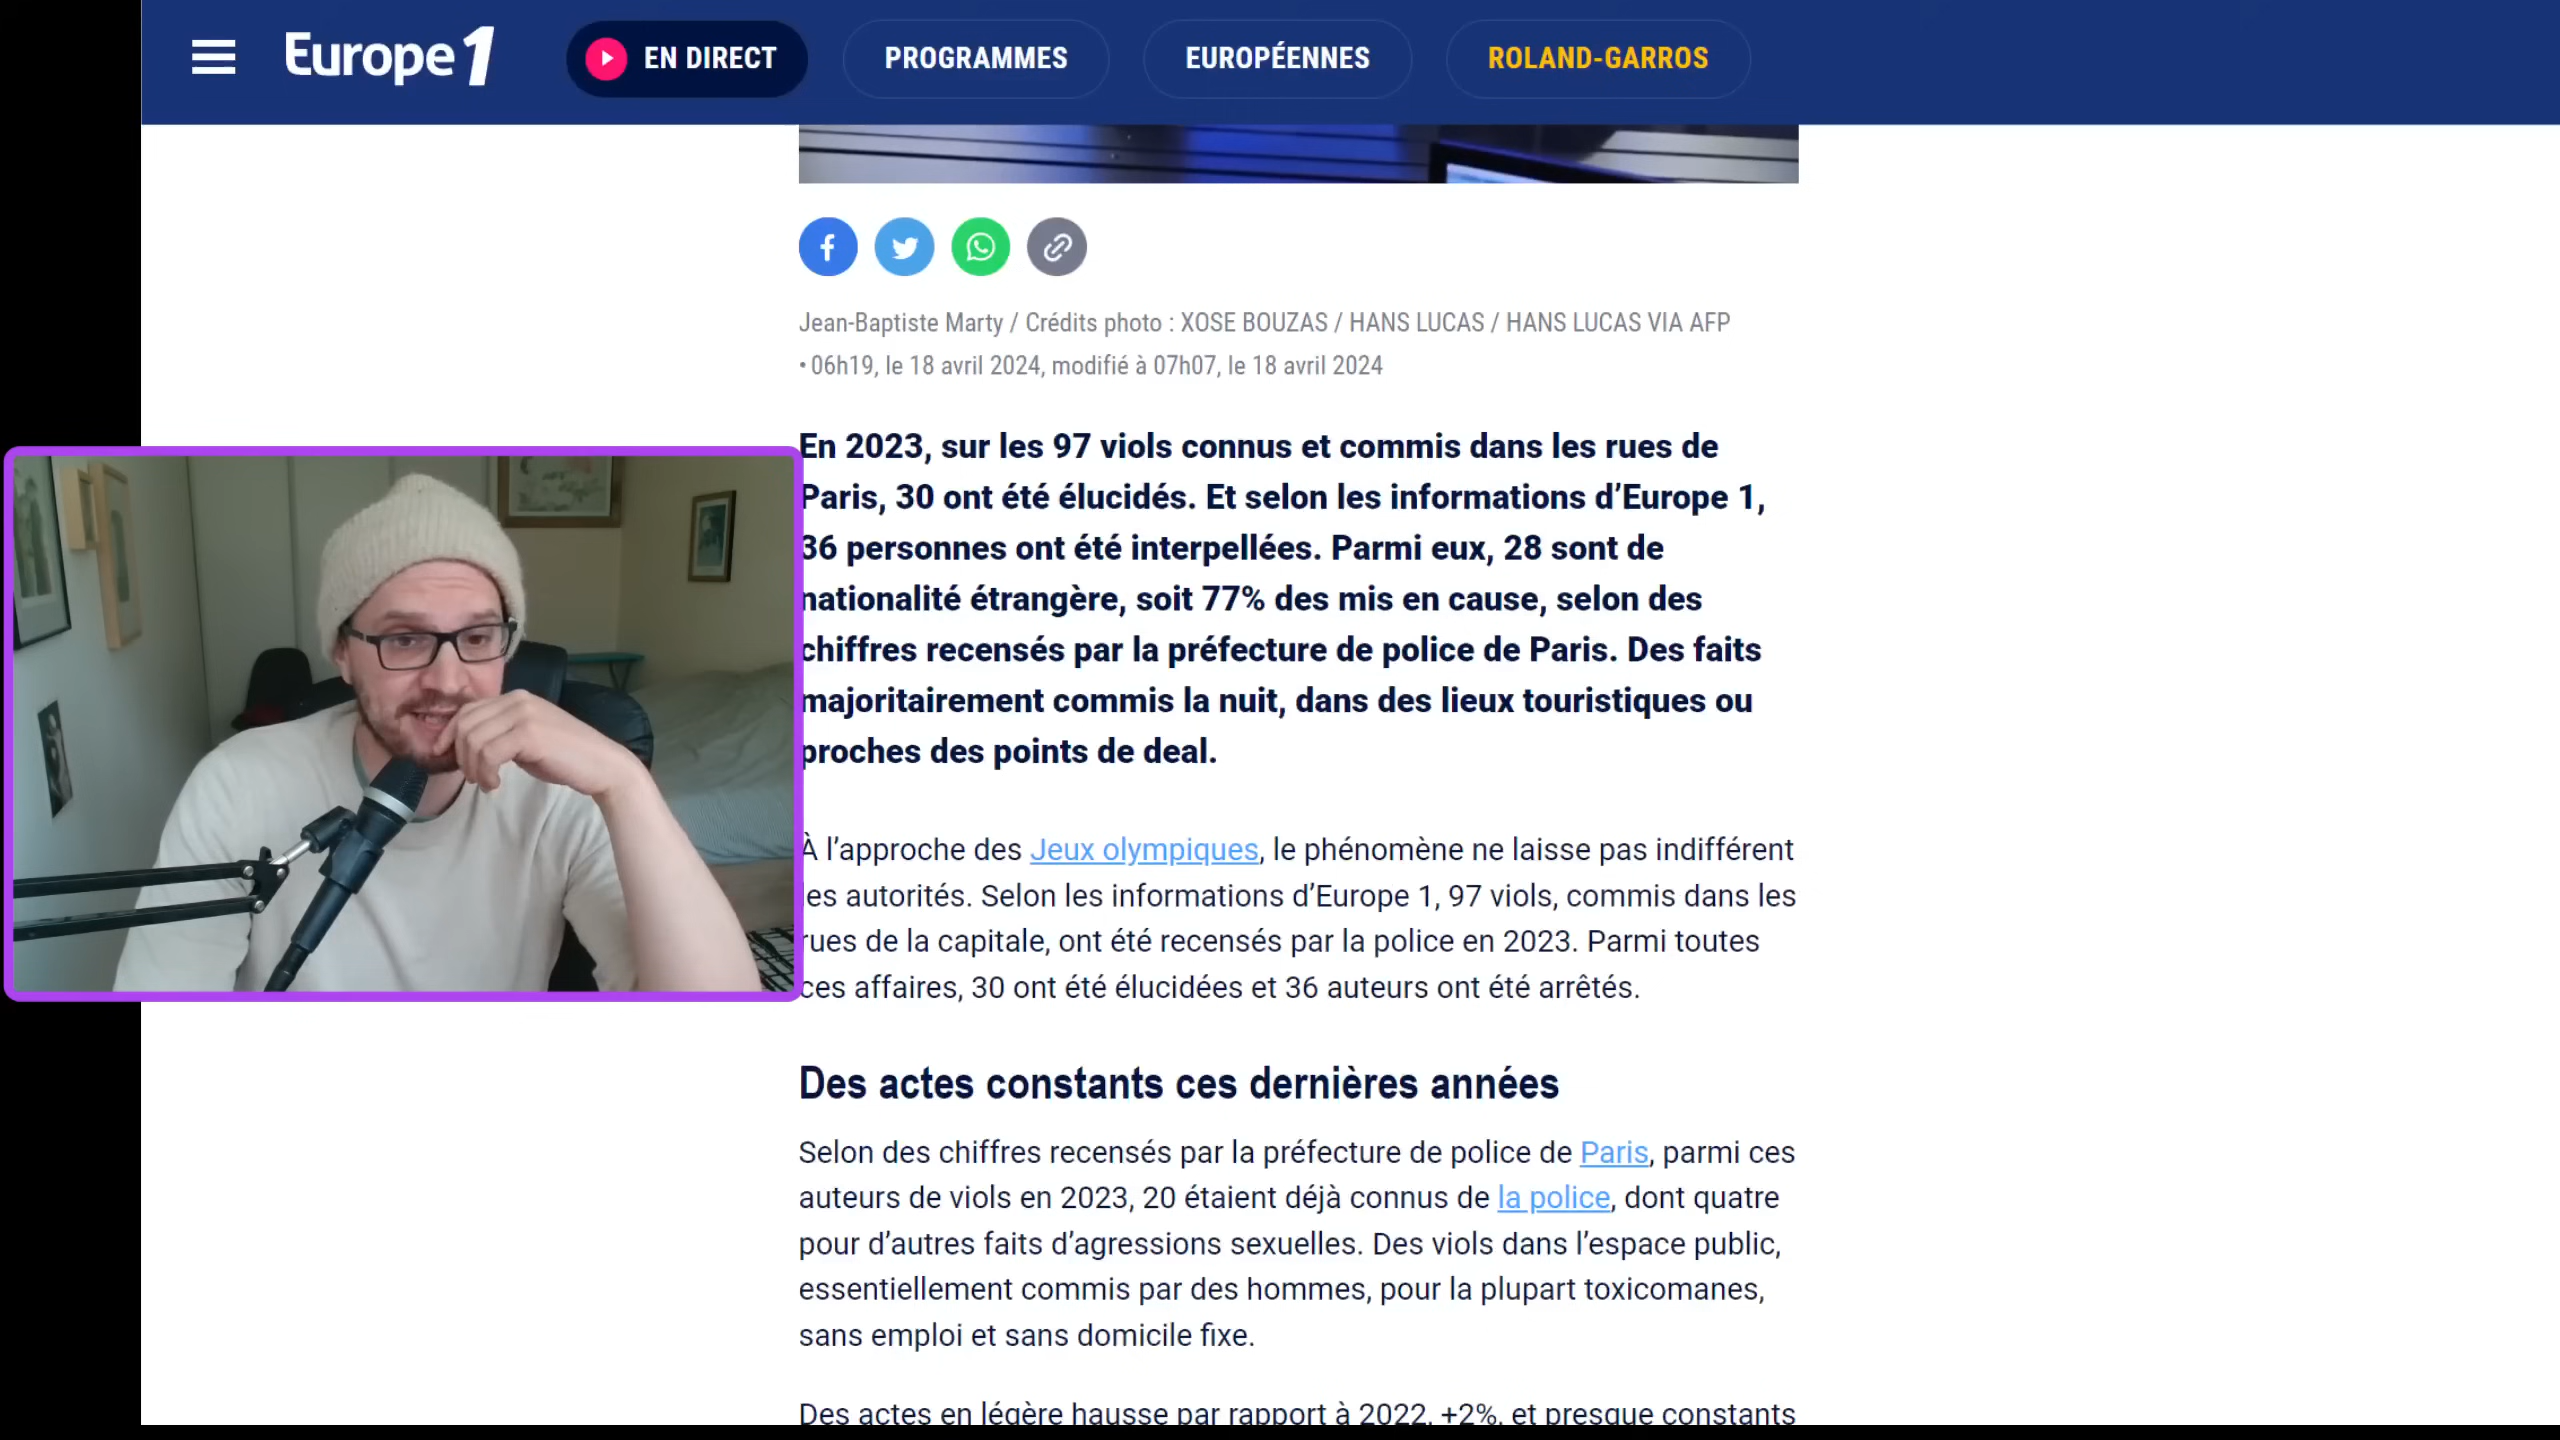 Europe 1
EN DIRECT
PROGRAMMES
EUROPÉENNES
ROLAND-GARROS
Jean-Baptiste Marty / Crédits photo : XOSE BOUZAS / HANS LUCAS / HANS LUCAS VIA AFP
• 06h19, le 18 avril 2024, modifié à 07h07, le 18 avril 2024
En 2023, sur les 97 viols connus et commis dans les rues de
Paris, 30 ont été élucidés. Et selon les informations d’Europe 1,
36 personnes ont été interpellées. Parmi eux, 28 sont de
nationalité étrangère, soit 77% des mis en cause, selon des
chiffres recensés par la préfecture de police de Paris. Des faits
majoritairement commis la nuit, dans des lieux touristiques ou
proches des points de deal.
À l’approche des Jeux olympiques, le phénomène ne laisse pas indifférent
les autorités. Selon les informations d’Europe 1, 97 viols, commis dans les
rues de la capitale, ont été recensés par la police en 2023. Parmi toutes
ces affaires, 30 ont été élucidées et 36 auteurs ont été arrêtés.
Des actes constants ces dernières années
Selon des chiffres recensés par la préfecture de police de Paris, parmi ces
auteurs de viols en 2023, 20 étaient déjà connus de la police, dont quatre
pour d’autres faits d’agressions sexuelles. Des viols dans l’espace public,
essentiellement commis par des hommes, pour la plupart toxicomanes,
sans emploi et sans domicile fixe.
Des actes en légère hausse par rapport à 2022, +2%, et presque constants